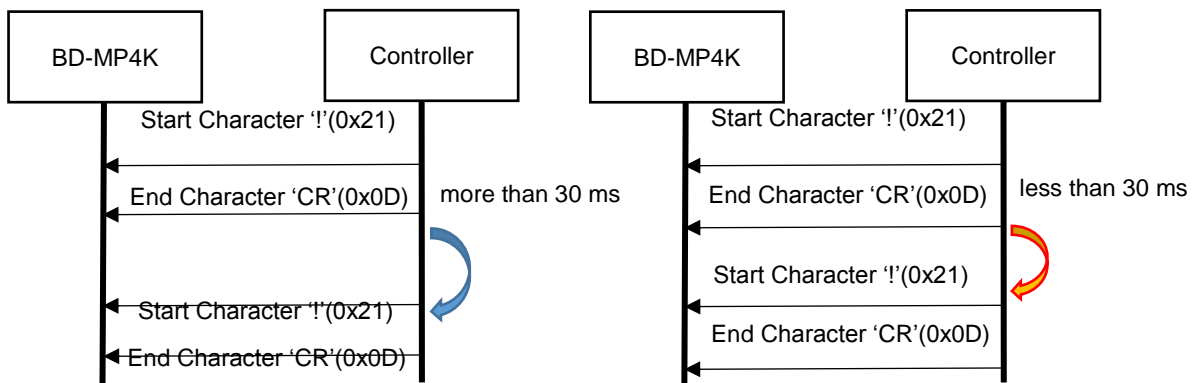 BD-MP4K
Controller
Start Character ‘!’(0x21)
End Character ‘CR’(0x0D)
more than 30 ms
Start Character ‘!’(0x21)
End Character ‘CR’(0x0D)
BD-MP4K
Controller
Start Character ‘!’(0x21)
End Character ‘CR’(0x0D)
less than 30 ms
Start Character ‘!’(0x21)
End Character ‘CR’(0x0D)